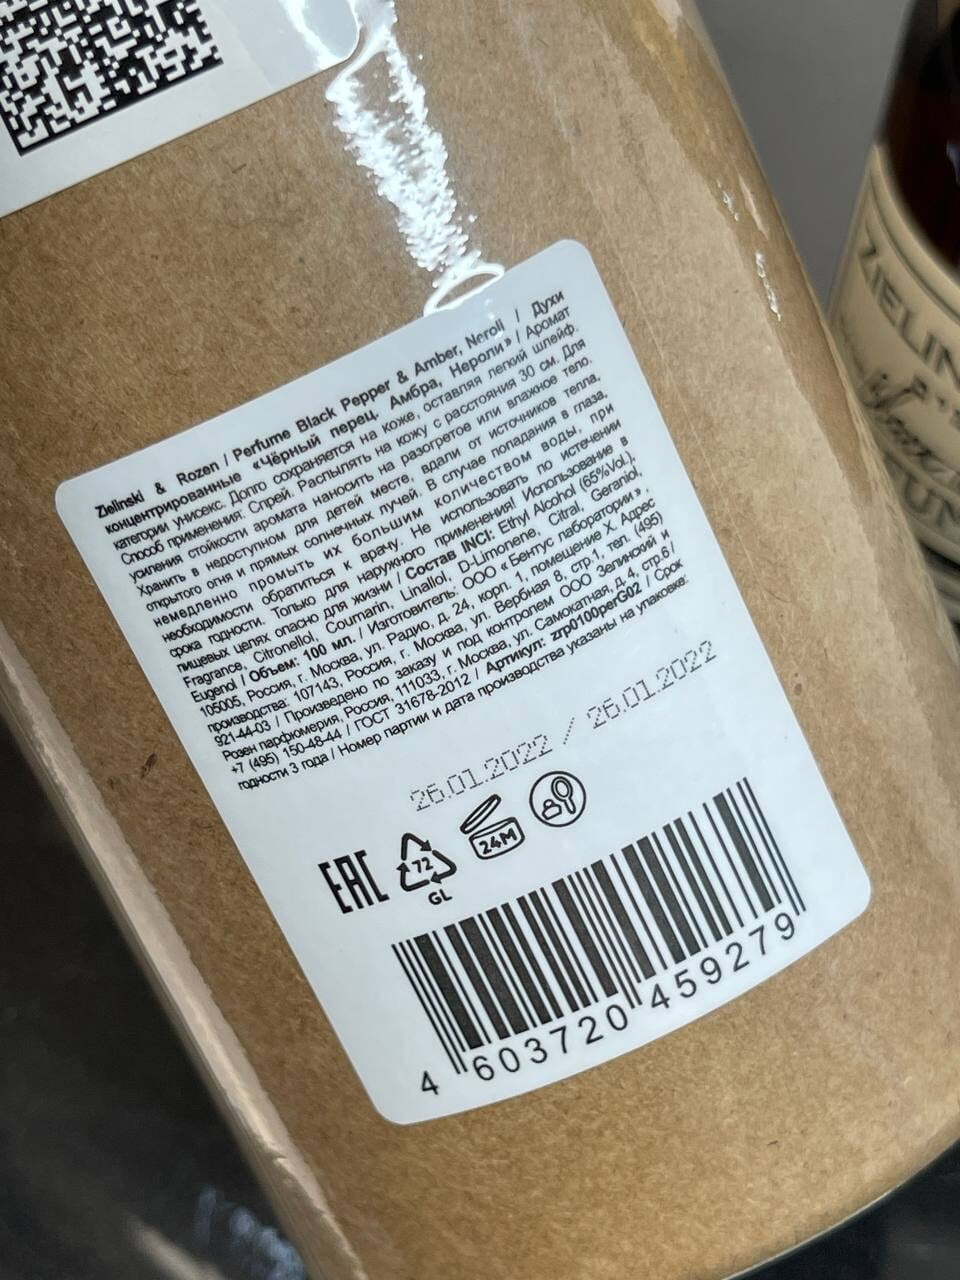 Zielinski & Rozen / Perfume Black Pepper & Amber, Neroli / Духи
концентрированные «Чёрный перец, Амбра, Нероли» / Аромат
категории унисекс. Долго сохраняется на коже, оставляя легкий шлейф.
Способ применения: Спрей. Распылять на кожу с расстояния 30 см. Для
усиления стойкости аромата наносить на разогретое или влажное тело.
Хранить в недоступном для детей месте, вдали от источников тепла,
открытого огня и прямых солнечных лучей. В случае попадания в глаза,
немедленно промыть их большим количеством воды, при
необходимости обратиться к врачу. Не использовать по истечении
срока годности. Только для наружного применения! Использование в
пищевых целях опасно для жизни / Состав INCI: Ethyl Alcohol (65%Vol.),
Fragrance, Citronellol, Coumarin, Linallol, D-Limonene, Citral, Geraniol,
Eugenol / Объем: 100 мл. / Изготовитель: ООО «Бентус лаборатории»,
105005, Россия, г. Москва, ул. Радио, д. 24, корп. 1, помещение X. Адрес
производства: 107143, Россия, г. Москва, ул. Вербная 8, стр.1, тел. (495)
921-44-03 / Произведено по заказу и под контролем ООО Зелинский и
Розен парфюмерия, Россия, 111033, г. Москва, ул. Самокатная, д. 4, стр.6 /
+7 (495) 150-48-44 / ГОСТ 31678-2012 / Артикул: zrp0100perG02 / Срок
годности 3 года / Номер партии и дата производства указаны на упаковке:
26.01.2022 / 26.01.2022
EAC 72 24M
GL
4 603720 459279
ZIELIN